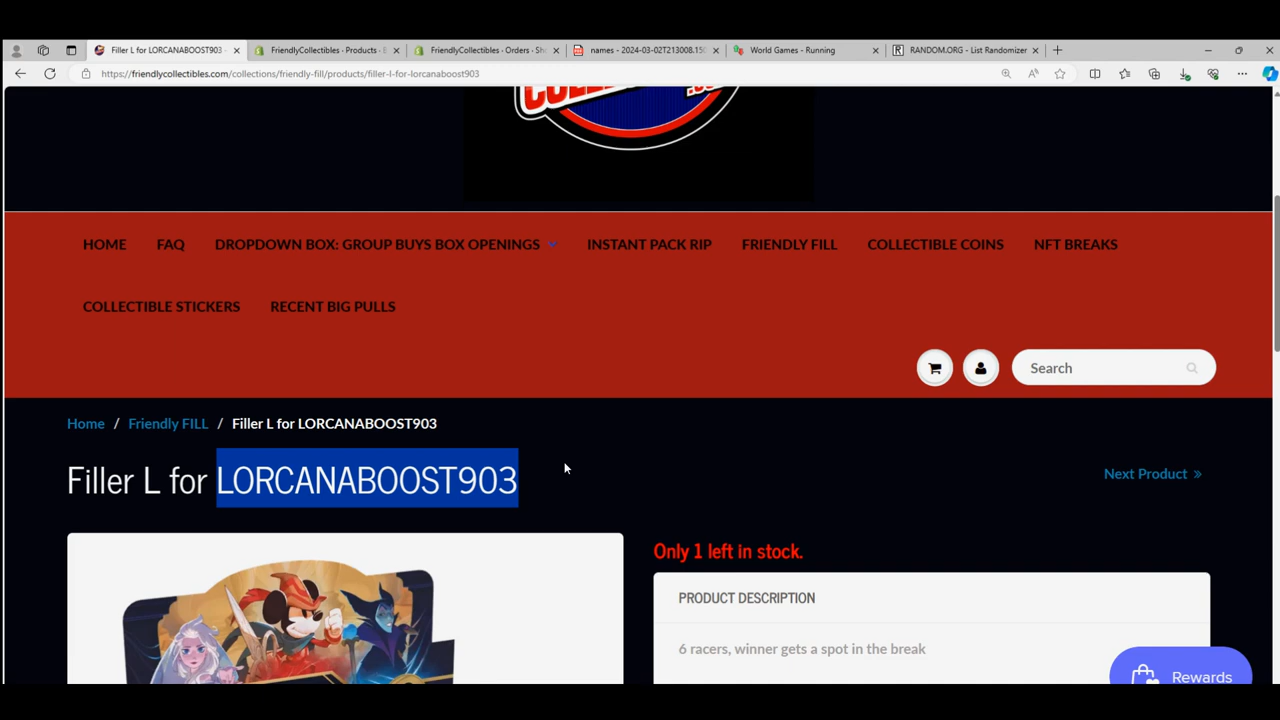 Filler L for LORCANABOOST903 -
FriendlyCollectibles · Products · B
FriendlyCollectibles · Orders · Sh
names - 2024-03-02T213008.15
World Games - Running
RANDOM.ORG - List Randomizer
https://friendlycollectibles.com/collections/friendly-fill/products/filler-l-for-lorcanaboost903
HOME FAQ DROPDOWN BOX: GROUP BUYS BOX OPENINGS INSTANT PACK RIP FRIENDLY FILL COLLECTIBLE COINS NFT BREAKS
COLLECTIBLE STICKERS RECENT BIG PULLS
Search
Home / Friendly FILL / Filler L for LORCANABOOST903
Filler L for LORCANABOOST903
Next Product »
Only 1 left in stock.
PRODUCT DESCRIPTION
6 racers, winner gets a spot in the break
Rewards